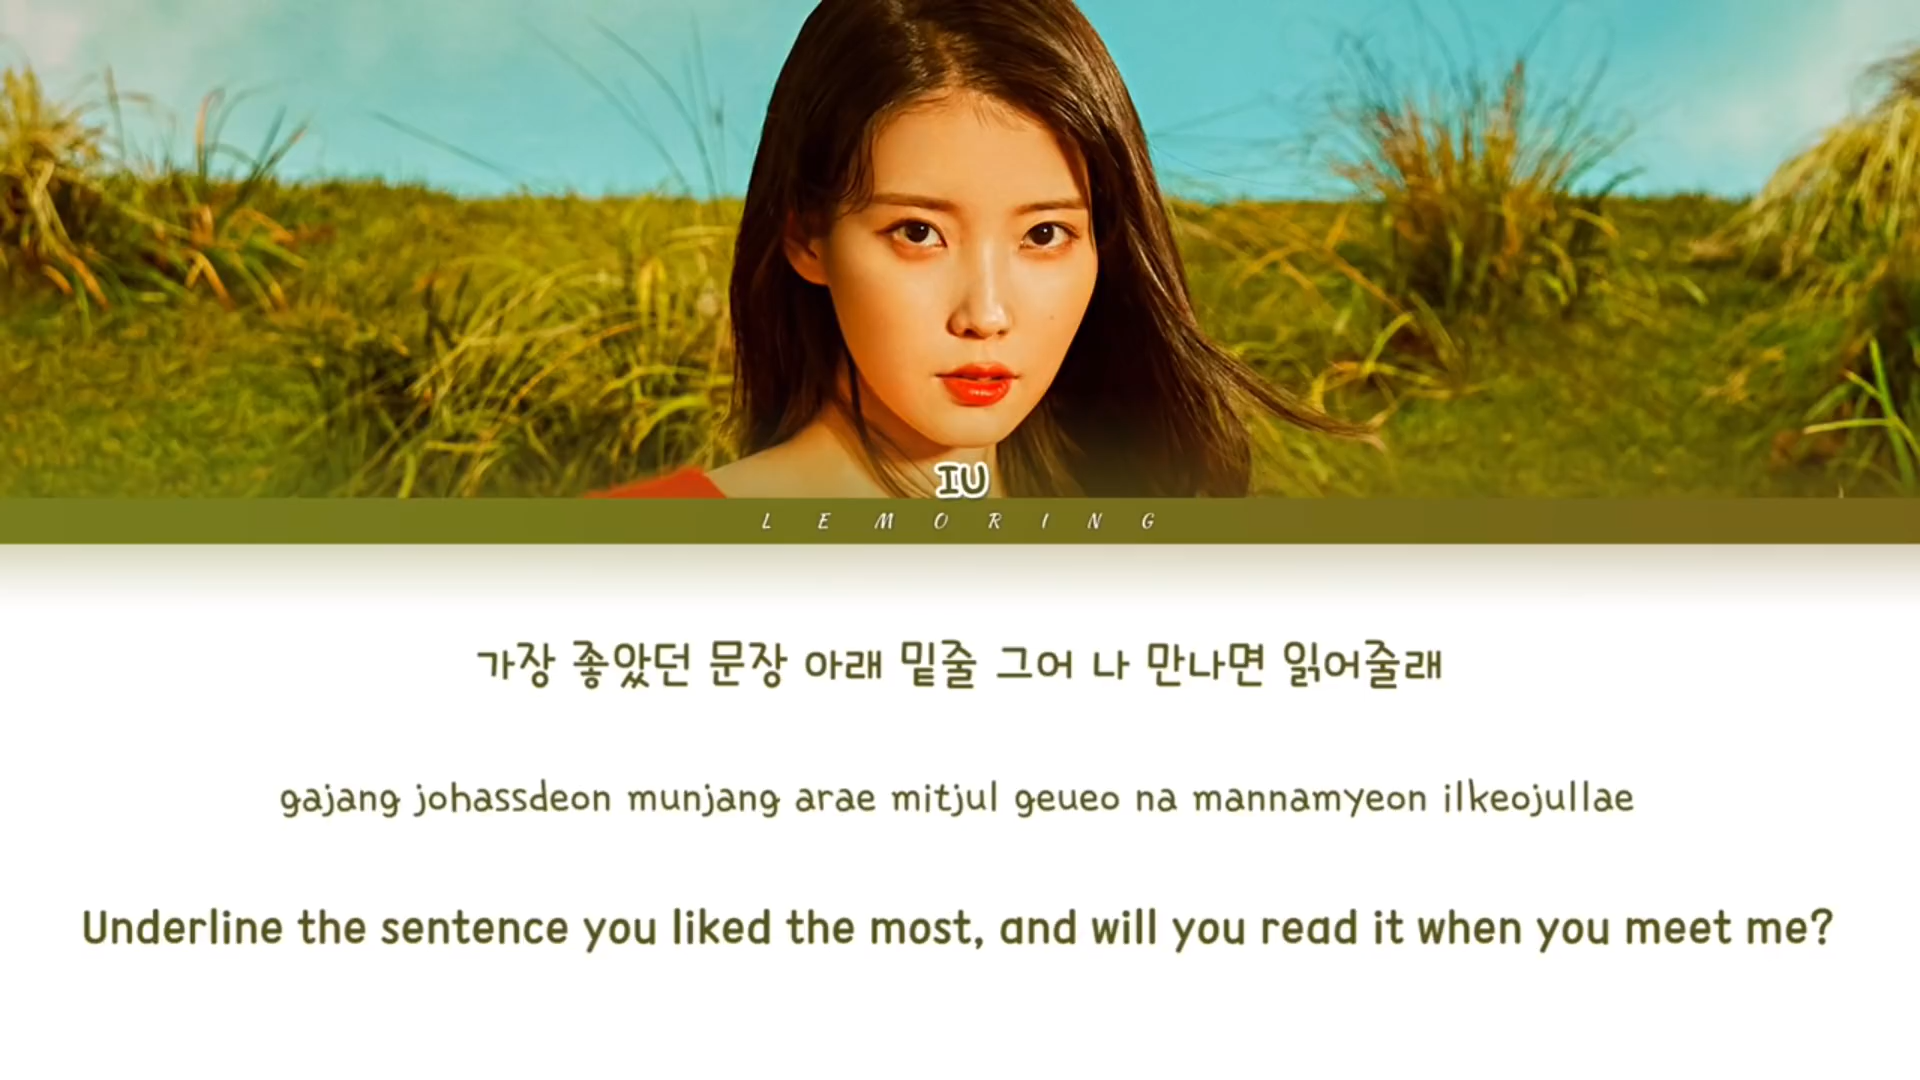 IU
LEMORING
가장 좋았던 문장 아래 밑줄 그어 나 만나면 읽어줄래
gajang johassdeon munjang arae mitjul geueo na mannamyeon ilkeojullae
Underline the sentence you liked the most, and will you read it when you meet me?